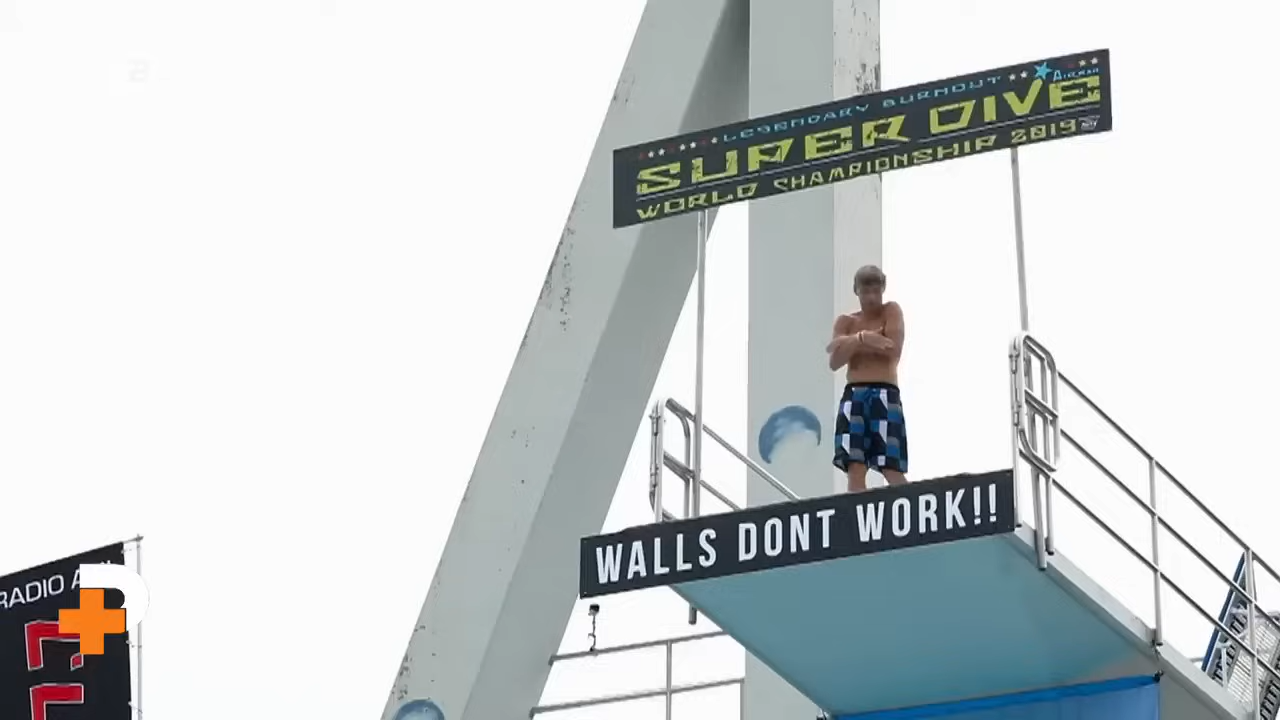 LEGENDARY BURNOUT
SUPER DIVE
WORLD CHAMPIONSHIP 2019
WALLS DONT WORK!!
RADIO